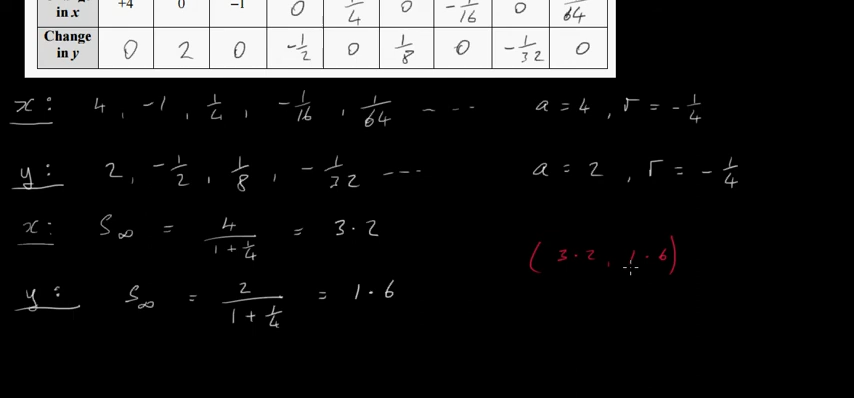 in x +4 0 -1 0 1/4 0 -1/16 0 1/64
Change in y 0 2 0 -1/2 0 1/8 0 -1/32 0
x: 4, -1, 1/4, -1/16, 1/64 ---- a = 4, r = -1/4
y: 2, -1/2, 1/8, -1/32 --- a = 2, r = -1/4
x: S∞ = 4/(1+1/4) = 3·2
(3·2, 1·6)
y: S∞ = 2/(1+1/4) = 1·6